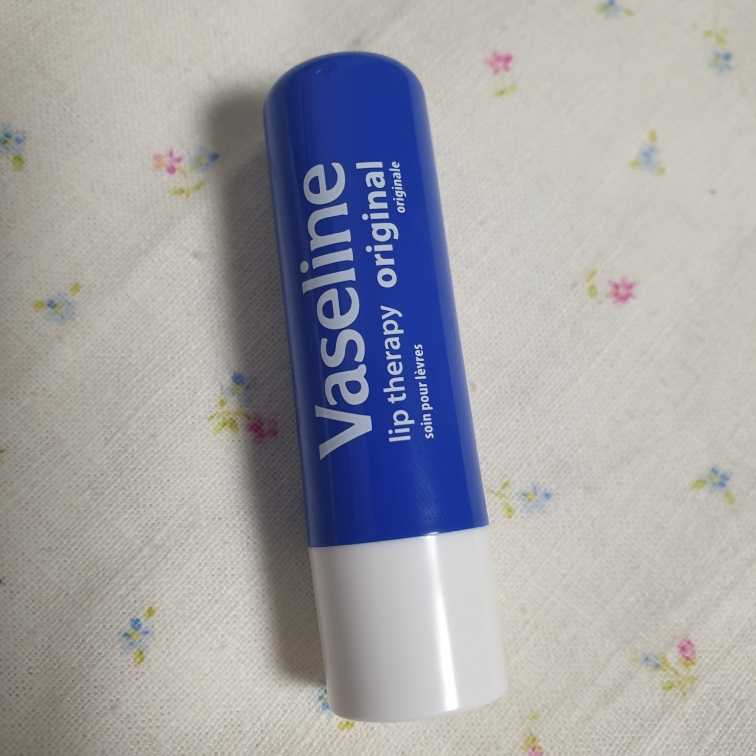 Vaseline
lip therapy original
soin pour lèvres originale